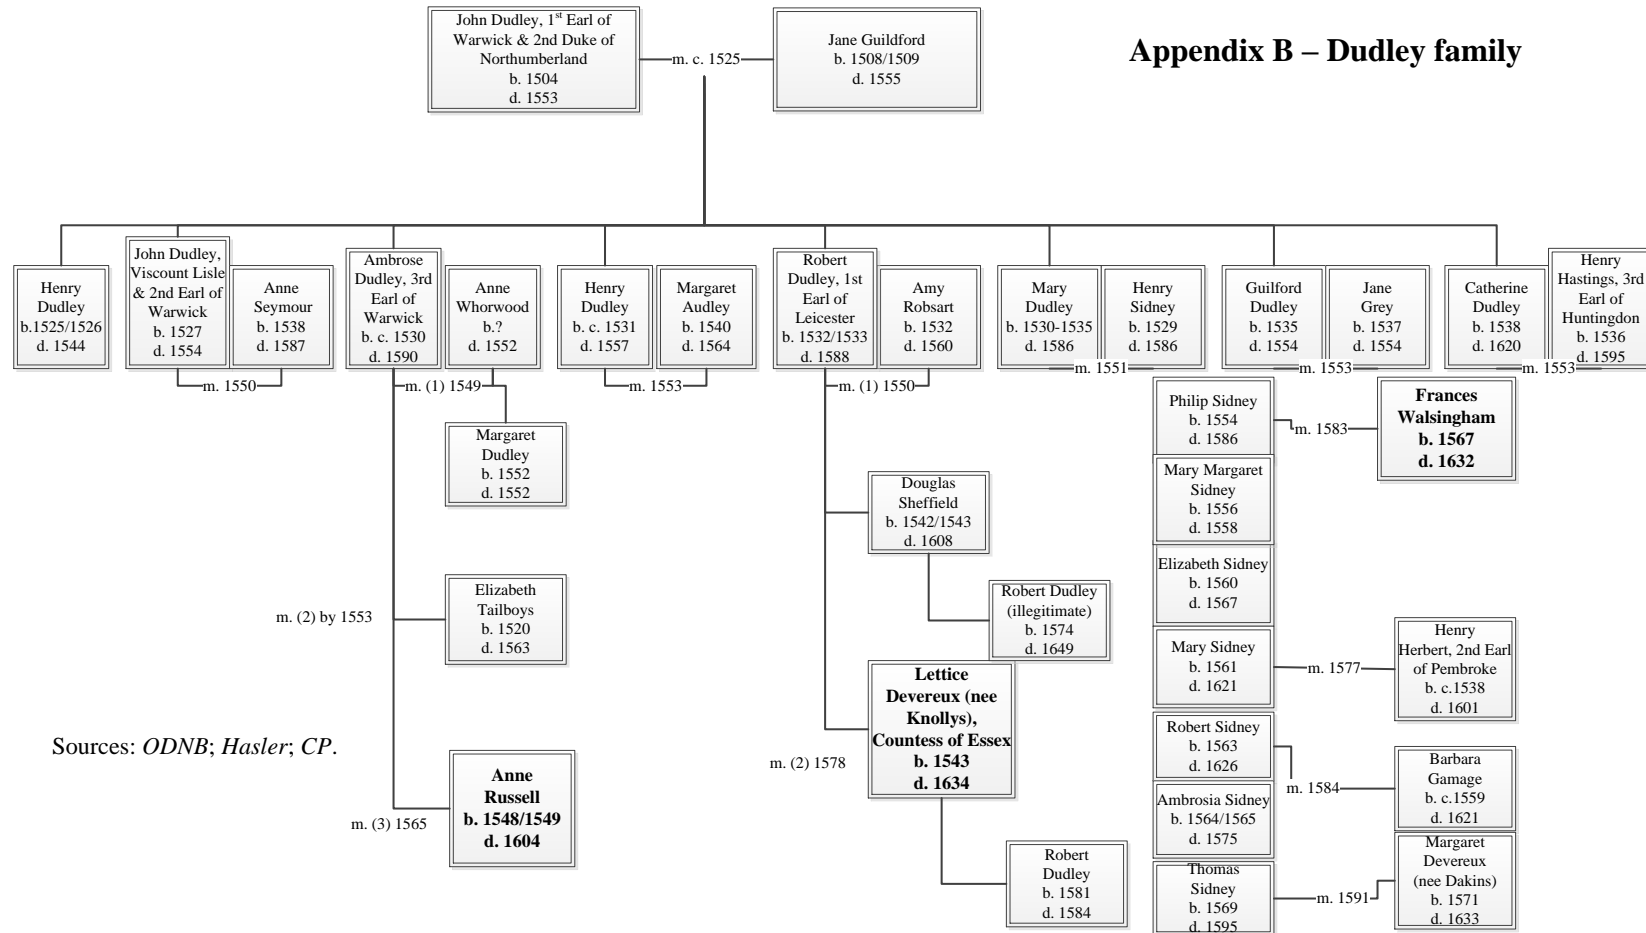 John Dudley, 1st Earl of
Warwick & 2nd Duke of
Northumberland
b. 1504
d. 1553
m. c. 1525
Jane Guildford
b. 1508/1509
d. 1555
Appendix B – Dudley family
Henry
Dudley
b.1525/1526
d. 1544
John Dudley,
Viscount Lisle
& 2nd Earl of
Warwick
b. 1527
d. 1554
m. 1550
Anne
Seymour
b. 1538
d. 1587
Ambrose
Dudley, 3rd
Earl of
Warwick
b. c. 1530
d. 1590
m. (1) 1549
Anne
Whorwood
b.?
d. 1552
Henry
Dudley
b. c. 1531
d. 1557
m. 1553
Margaret
Audley
b. 1540
d. 1564
Robert
Dudley, 1st
Earl of
Leicester
b. 1532/1533
d. 1588
m. (1) 1550
Amy
Robsart
b. 1532
d. 1560
Mary
Dudley
b. 1530-1535
d. 1586
m. 1551
Henry
Sidney
b. 1529
d. 1586
Guilford
Dudley
b. 1535
d. 1554
m. 1553
Jane
Grey
b. 1537
d. 1554
Catherine
Dudley
b. 1538
d. 1620
m. 1553
Henry
Hastings, 3rd
Earl of
Huntingdon
b. 1536
d. 1595
Margaret
Dudley
b. 1552
d. 1552
m. (2) by 1553
Elizabeth
Tailboys
b. 1520
d. 1563
m. (3) 1565
Anne
Russell
b. 1548/1549
d. 1604
Douglas
Sheffield
b. 1542/1543
d. 1608
Robert Dudley
(illegitimate)
b. 1574
d. 1649
m. (2) 1578
Lettice
Devereux (nee
Knollys),
Countess of Essex
b. 1543
d. 1634
Robert
Dudley
b. 1581
d. 1584
Philip Sidney
b. 1554
d. 1586
m. 1583
Frances
Walsingham
b. 1567
d. 1632
Mary Margaret
Sidney
b. 1556
d. 1558
Elizabeth Sidney
b. 1560
d. 1567
Mary Sidney
b. 1561
d. 1621
m. 1577
Henry
Herbert, 2nd Earl
of Pembroke
b. c.1538
d. 1601
Robert Sidney
b. 1563
d. 1626
m. 1584
Barbara
Gamage
b. c.1559
d. 1621
Ambrosia Sidney
b. 1564/1565
d. 1575
Thomas
Sidney
b. 1569
d. 1595
m. 1591
Margaret
Devereux
(nee Dakins)
b. 1571
d. 1633
Sources: ODNB; Hasler; CP.